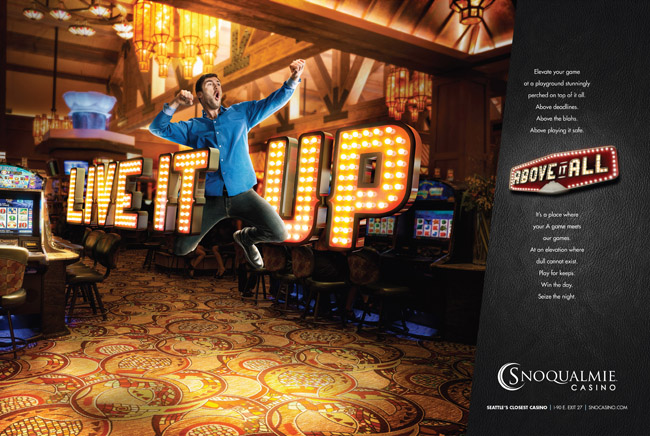 LIVE IT UP
Elevate your game
at a playground stunningly
perched on top of it all.
Above deadlines.
Above the blahs.
Above playing it safe.
ABOVE IT ALL
It's a place where
your A game meets
our games.
At an elevation where
dull cannot exist.
Play for keeps.
Win the day.
Seize the night.
SNOQUALMIE
CASINO
SEATTLE'S CLOSEST CASINO | I-90 E. EXIT 27 | SNOCASINO.COM